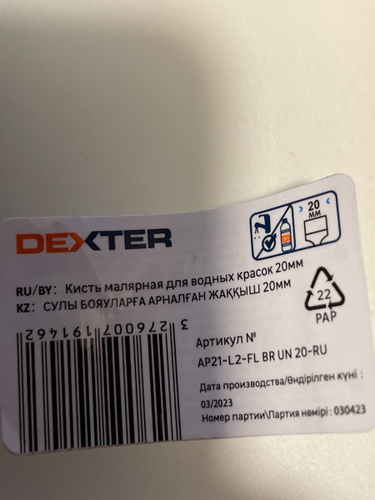 DEXTER
> 20 <
MM
RU/BY: Кисть малярная для водных красок 20мм
KZ: СУЛЫ БОЯУЛАРҒА АРНАЛҒАН ЖАҚҚЫШ 20мм
22
PAP
3 276007 191462
Артикул №
AP21-L2-FL BR UN 20-RU
Дата производства/Өндірілген күні :
03/2023
Номер партии\Партия нөмірі : 030423